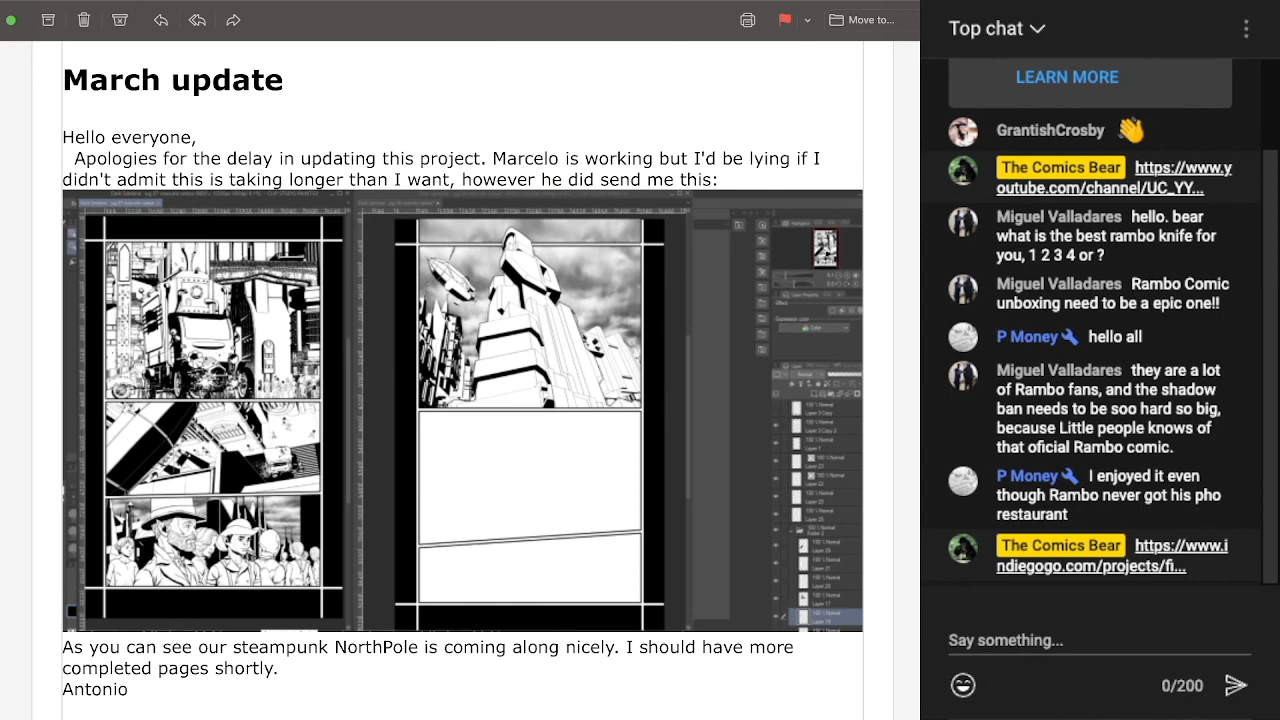 Move to...
March update
Hello everyone,
Apologies for the delay in updating this project. Marcelo is working but I'd be lying if I
didn't admit this is taking longer than I want, however he did send me this:
As you can see our steampunk NorthPole is coming along nicely. I should have more
completed pages shortly.
Antonio
Top chat
LEARN MORE
GrantishCrosby
The Comics Bear https://www.y
outube.com/channel/UC_YY...
Miguel Valladares hello. bear
what is the best rambo knife for
you, 1 2 3 4 or ?
Miguel Valladares Rambo Comic
unboxing need to be a epic one!!
P Money hello all
Miguel Valladares they are a lot
of Rambo fans, and the shadow
ban needs to be soo hard so big,
because Little people knows of
that oficial Rambo comic.
P Money I enjoyed it even
though Rambo never got his pho
restaurant
The Comics Bear https://www.i
ndiegogo.com/projects/fi...
Say something...
0/200